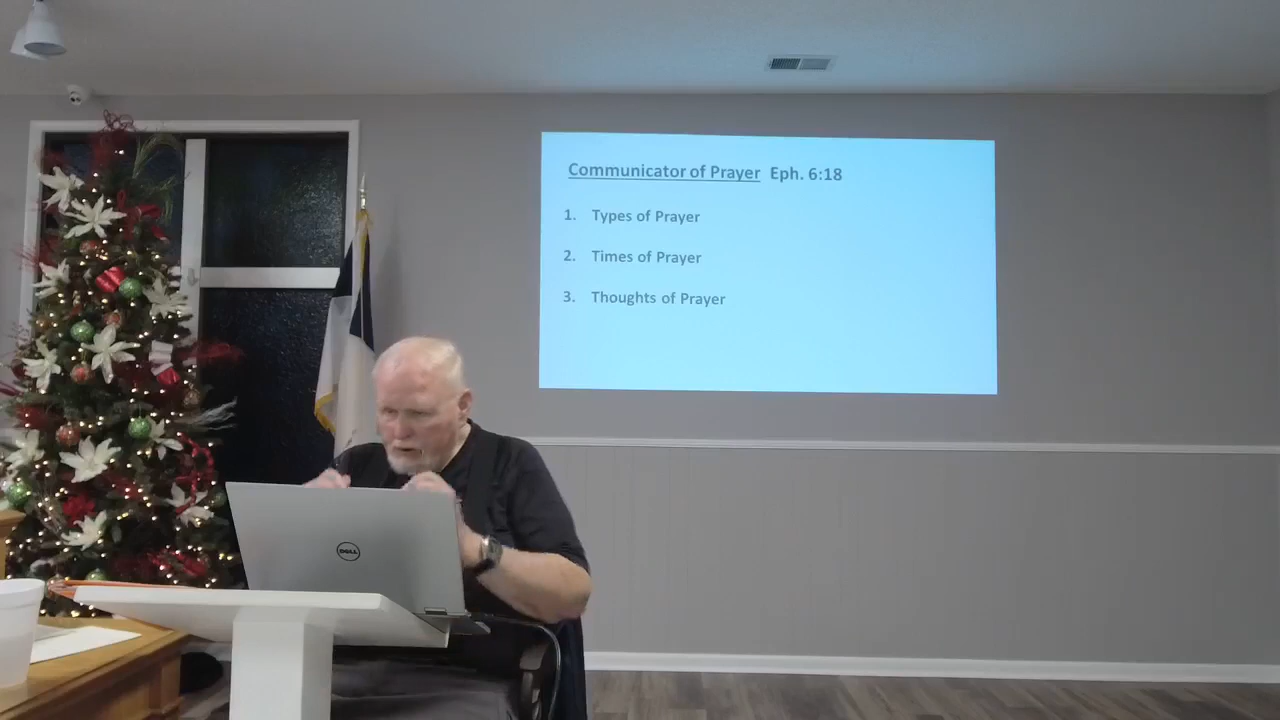 Communicator of Prayer Eph. 6:18
1. Types of Prayer
2. Times of Prayer
3. Thoughts of Prayer
DELL